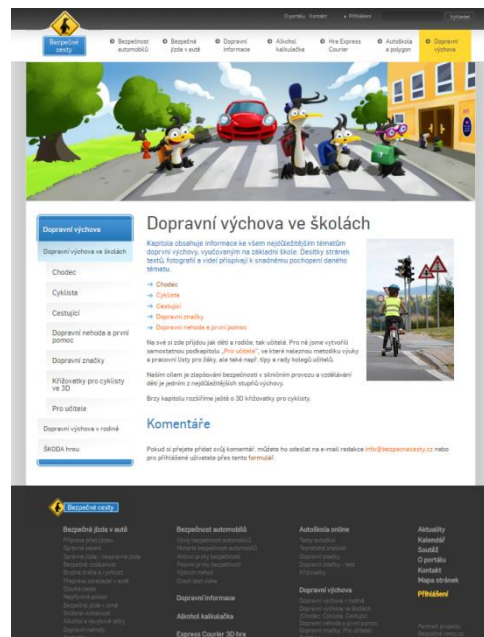 O portálu Kontakt Přihlášení Vyhledat
Bezpečné cesty
Bezpečnost automobilů
Bezpečná jízda v autě
Dopravní informace
Alkohol kalkulačka
Hra Express Courier
Autoškola a polygon
Dopravní výchova
Dopravní výchova
Dopravní výchova ve školách
Chodec
Cyklista
Cestující
Dopravní nehoda a první pomoc
Dopravní značky
Křižovatky pro cyklisty ve 3D
Pro učitele
Dopravní výchova v rodině
ŠKODA hrou
Dopravní výchova ve školách
Kapitola obsahuje informace ke všem nejdůležitějším tématům
doprvní výchovy, vyučovaným na základní škole. Desítky stránek
textů, fotografií a videí přispívají k snadnému pochopení daného
tématu.
Chodec
Cyklista
Cestující
Dopravní značky
Dopravní nehoda a první pomoc
Na své si zde přijdou jak děti a rodiče, tak učitelé. Pro ně jsme vytvořili
samostatnou podkapitolu „Pro učitele", ve které naleznou metodiku výuky
a pracovní listy pro žáky, ale také např. tipy a rady kolegů učitelů.
Naším cílem je zlepšování bezpečnosti v silničním provozu a vzdělávání
dětí je jedním z nejdůležitějších stupňů výchovy.
Brzy kapitolu rozšíříme ještě o 3D křižovatky pro cyklisty.
Komentáře
Pokud si přejete přidat svůj komentář, můžete ho odeslat na e-mail redakce info@bezpecnecesty.cz nebo
pro přihlášené uživatele přes tento formulář.
Bezpečné cesty
Bezpečná jízda v autě
Bezpečnost automobilů
Dopravní informace
Alkohol kalkulačka
Express Courier 3D hra
Autoškola online
Dopravní výchova
Aktuality
Kalendář
Soutěž
O portálu
Kontakt
Mapa stránek
Přihlášení